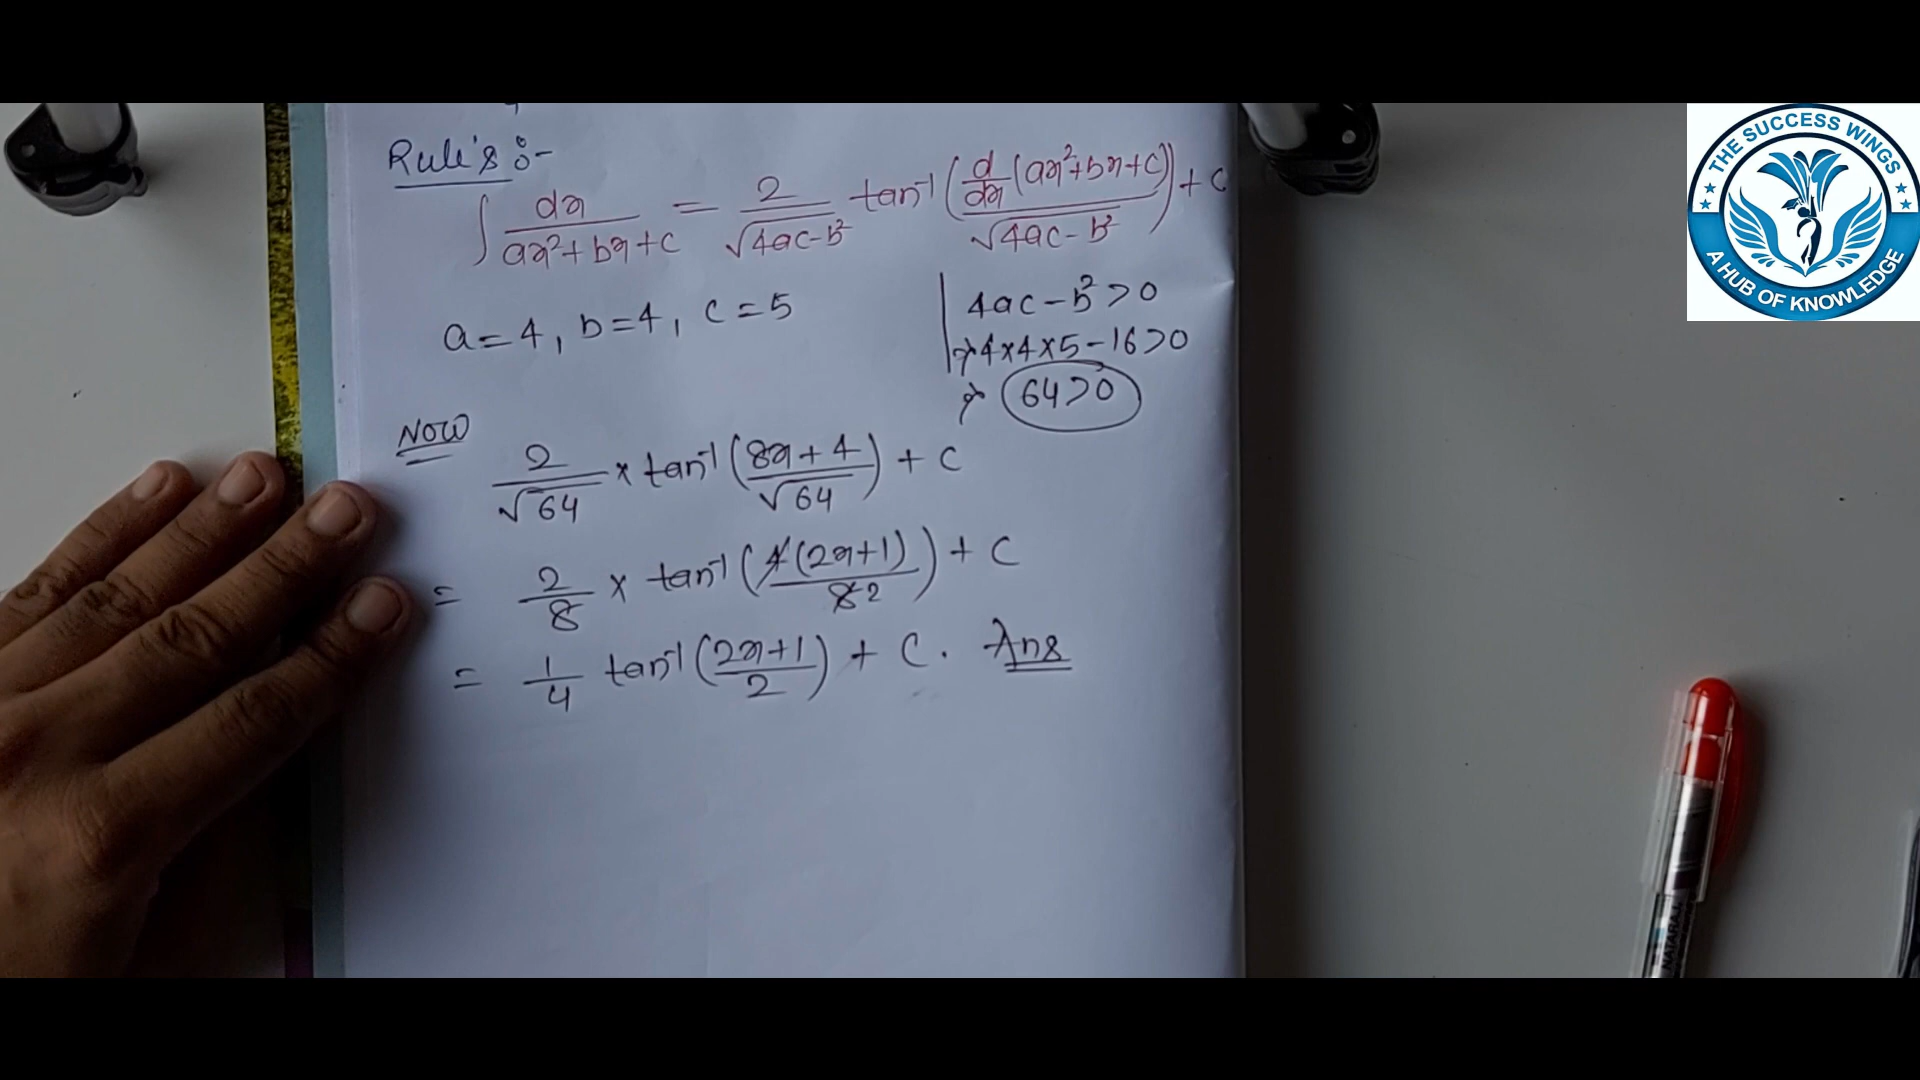 Rule's :-
∫ dx/(ax²+bx+c) = 2/√(4ac-b²) tan⁻¹ (d/dx (ax²+bx+c)/√(4ac-b²)) + C
a=4, b=4, c=5
4ac-b²>0
⇒ 4×4×5-16>0
⇒ 64>0
NOW
2/√64 × tan⁻¹ ((8x+4)/√64) + C
= 2/8 × tan⁻¹ (4(2x+1)/8 2) + C
= 1/4 tan⁻¹ ((2x+1)/2) + C. Ans
THE SUCCESS WINGS
A HUB OF KNOWLEDGE
NATARAJ